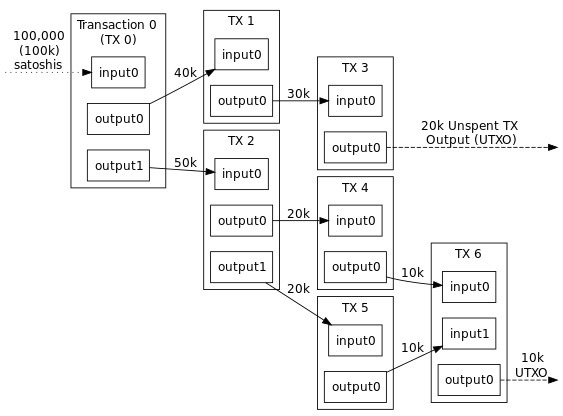 100,000
(100k)
satoshis
Transaction 0
(TX 0)
input0
output0
output1
40k
50k
TX 1
input0
output0
30k
TX 2
input0
output0
output1
20k
20k
TX 3
input0
output0
20k Unspent TX
Output (UTXO)
TX 4
input0
output0
10k
TX 5
input0
output0
10k
TX 6
input0
input1
output0
10k
UTXO